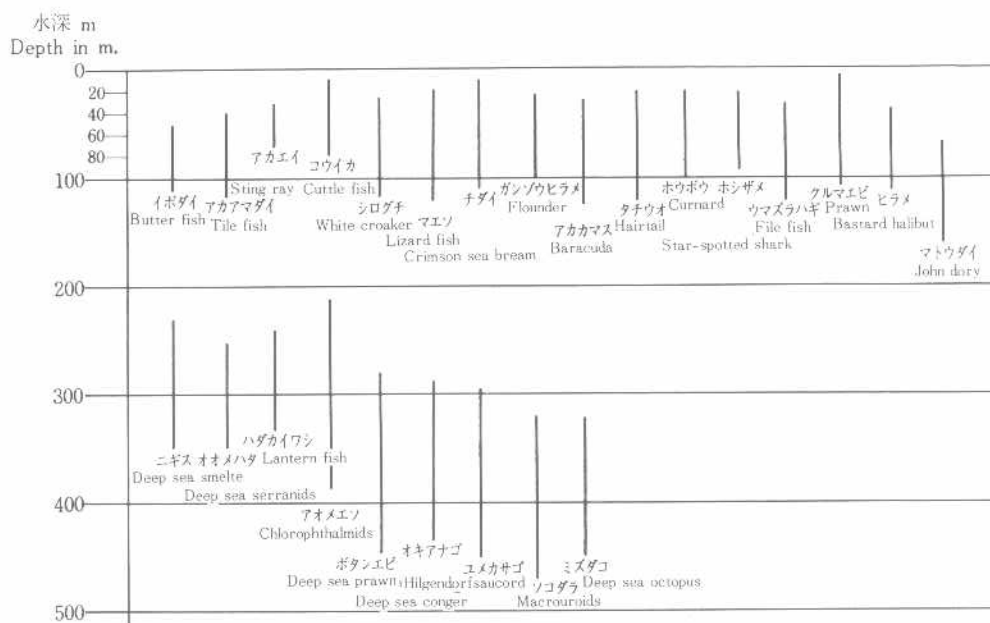 水深 m
Depth in m.
0
20
40
60
80
100
200
300
400
500
イボダイ
Butter fish
アカアマダイ
Tile fish
アカエイ
Sting ray
コウイカ
Cuttle fish
シログチ
White croaker
マエソ
Lizard fish
チダイ
Crimson sea bream
ガンゾウヒラメ
Flounder
アカカマス
Baracuda
タチウオ
Hairtail
ホウボウ
Curnard
ホシザメ
Star-spotted shark
ウマズラハギ
File fish
クルマエビ
Prawn
ヒラメ
Bastard halibut
マトウダイ
John dory
ニギス
Deep sea smelte
オオメハタ
Deep sea serranids
ハダカイワシ
Lantern fish
アオメエソ
Chlorophthalmids
ボタンエビ
Deep sea prawn
オキアナゴ
Deep sea conger
ユメカサゴ
Hilgendorfsaucord
ソコダラ
Macrouroids
ミズダコ
Deep sea octopus